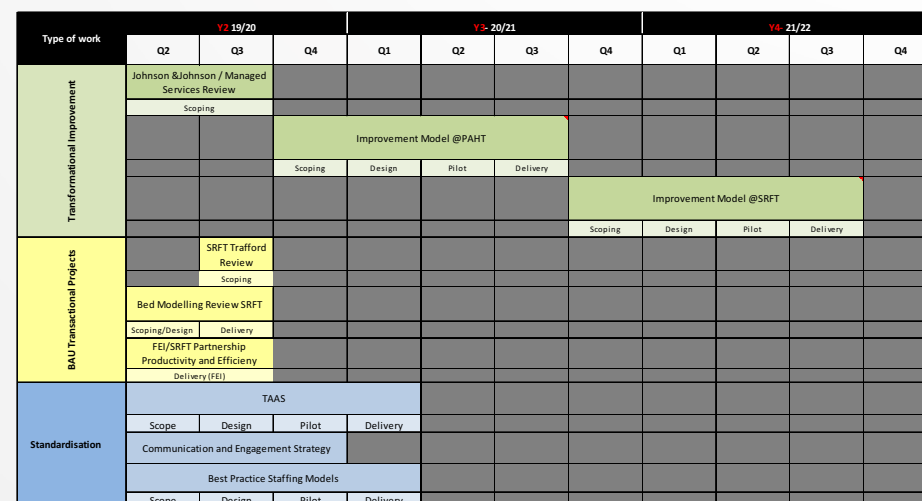 Type of work
Y2 19/20
Y3- 20/21
Y4- 21/22
Q2 Q3 Q4 Q1 Q2 Q3 Q4 Q1 Q2 Q3 Q4
Transformational Improvement
Johnson &Johnson / Managed
Services Review
Scoping
Improvement Model @PAHT
Scoping Design Pilot Delivery
Improvement Model @SRFT
Scoping Design Pilot Delivery
BAU Transactional Projects
SRFT Trafford
Review
Scoping
Bed Modelling Review SRFT
Scoping/Design Delivery
FEI/SRFT Partnership
Productivity and Efficieny
Delivery (FEI)
Standardisation
TAAS
Scope Design Pilot Delivery
Communication and Engagement Strategy
Best Practice Staffing Models
Scope Design Pilot Delivery